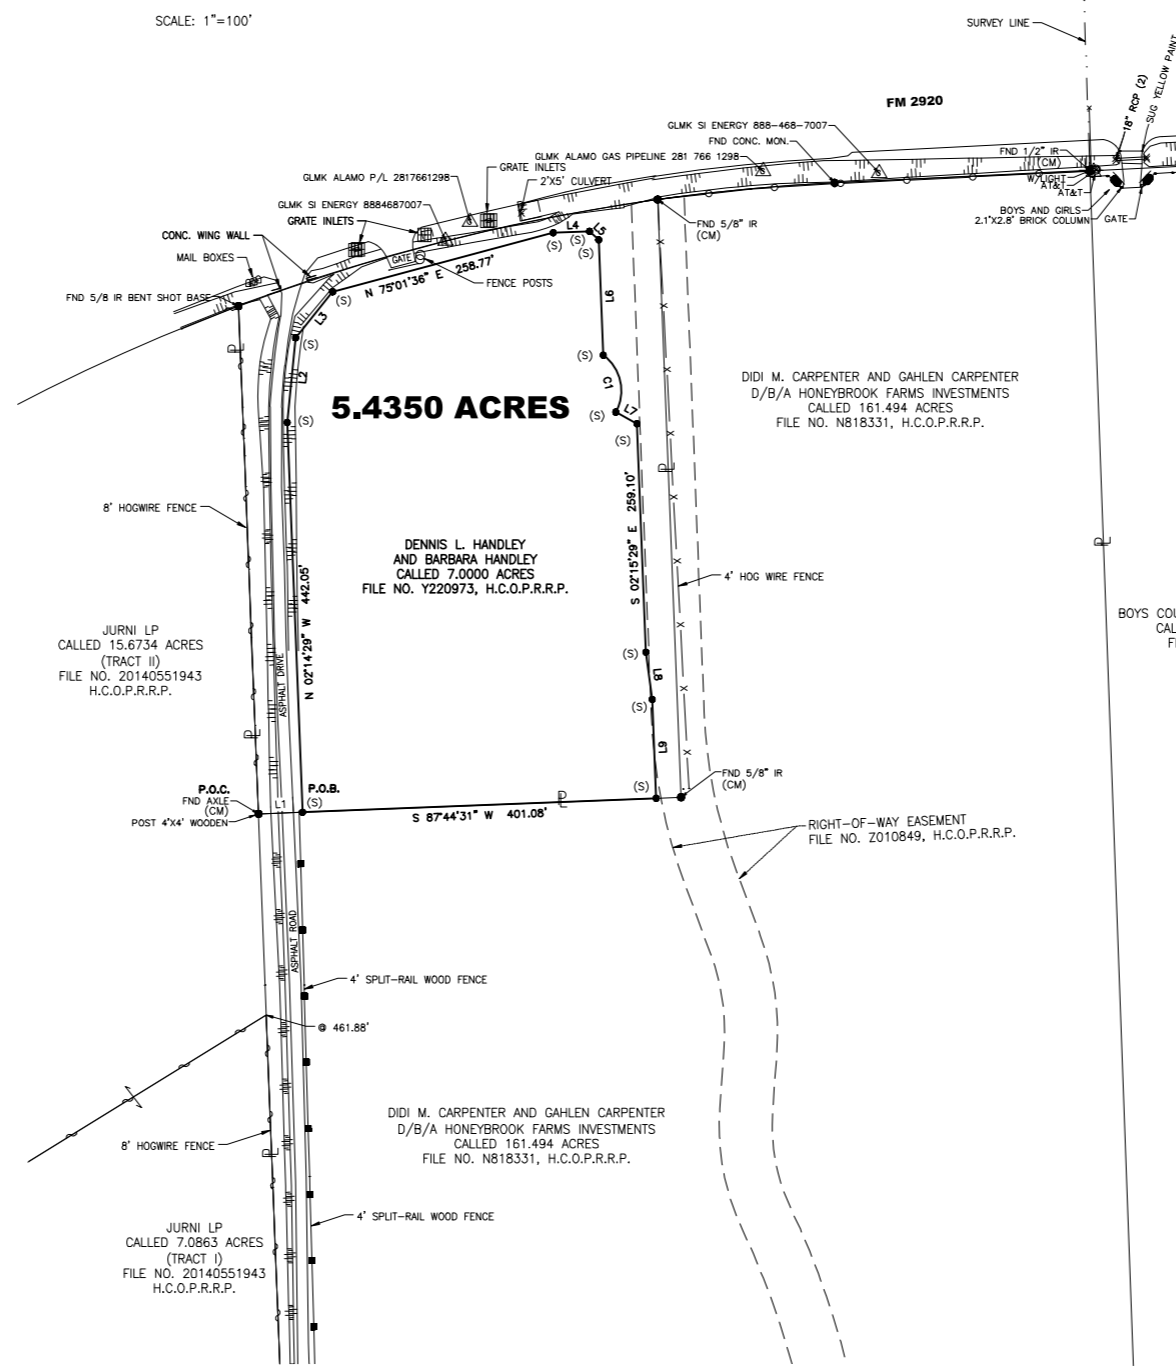 SCALE: 1"=100'
SURVEY LINE
FM 2920
18" RCP (2)
SUG YELLOW PAINT
GLMK SI ENERGY 888-468-7007
FND CONC. MON.
GLMK ALAMO GAS PIPELINE 281 766 1298
FND 1/2" IR
(CM)
W/LIGHT
AT&T
AT&T
BOYS AND GIRLS
2.1'X2.8' BRICK COLUMN
GATE
GRATE INLETS
GLMK ALAMO P/L 2817661298
2'X5' CULVERT
GLMK SI ENERGY 8884687007
GRATE INLETS
CONC. WING WALL
MAIL BOXES
GATE
FENCE POSTS
FND 5/8" IR
(CM)
L4
L5
(S)
(S)
N 75°01'36" E 258.77'
FND 5/8 IR BENT SHOT BASE
(S)
L3
(S)
L6
L2
(S)
C1
L7
(S)
(S)
(S)
5.4350 ACRES
DIDI M. CARPENTER AND GAHLEN CARPENTER
D/B/A HONEYBROOK FARMS INVESTMENTS
CALLED 161.494 ACRES
FILE NO. N818331, H.C.O.P.R.R.P.
8' HOGWIRE FENCE
DENNIS L. HANDLEY
AND BARBARA HANDLEY
CALLED 7.0000 ACRES
FILE NO. Y220973, H.C.O.P.R.R.P.
S 02°15'29" E 259.10'
N 02°14'29" W 442.05'
4' HOG WIRE FENCE
BOYS COU
CAL
F
JURNI LP
CALLED 15.6734 ACRES
(TRACT II)
FILE NO. 20140551943
H.C.O.P.R.R.P.
ASPHALT DRIVE
(S)
L8
(S)
L9
P.O.C.
FND AXLE
(CM)
POST 4'X4' WOODEN
L1
P.O.B.
(S)
(S)
FND 5/8" IR
(CM)
S 87°44'31" W 401.08'
RIGHT-OF-WAY EASEMENT
FILE NO. Z010849, H.C.O.P.R.R.P.
ASPHALT ROAD
4' SPLIT-RAIL WOOD FENCE
@ 461.88'
DIDI M. CARPENTER AND GAHLEN CARPENTER
D/B/A HONEYBROOK FARMS INVESTMENTS
CALLED 161.494 ACRES
FILE NO. N818331, H.C.O.P.R.R.P.
8' HOGWIRE FENCE
4' SPLIT-RAIL WOOD FENCE
JURNI LP
CALLED 7.0863 ACRES
(TRACT I)
FILE NO. 20140551943
H.C.O.P.R.R.P.